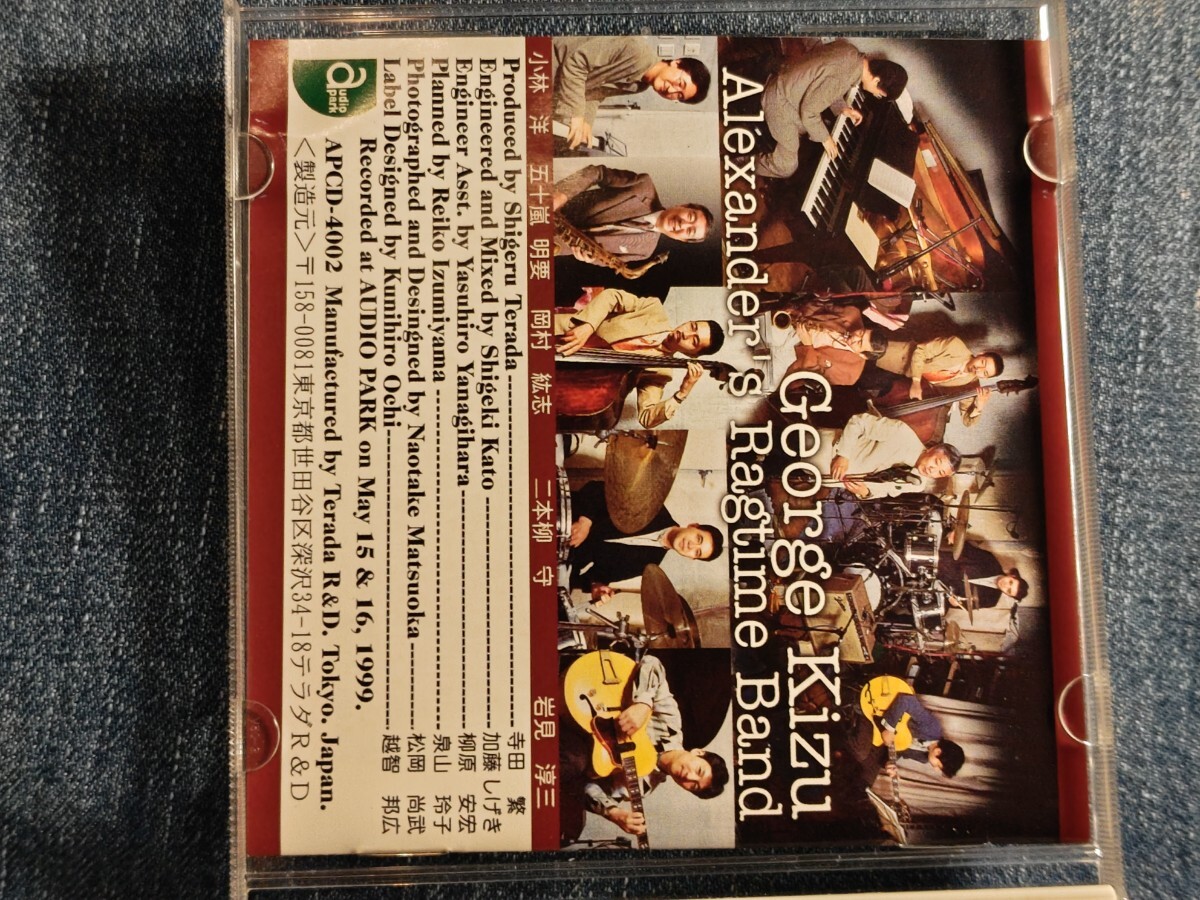 George Kizu
Alexander's Ragtime Band
小林 洋 五十嵐 明要 岡村 紘志 二本柳 守 岩見 淳三
Produced by Shigeru Terada --------------- 寺田 繁
Engineered and Mixed by Shigeki Kato --------------- 加藤 しげき
Engineer Asst. by Yasuhiro Yanagihara --------------- 柳原 安宏
Planned by Reiko Izumiyama --------------- 泉山 玲子
Photographed and Desingned by Naotake Matsuoka --------------- 松岡 尚武
Label Designed by Kunihiro Ochi --------------- 越智 邦広
Recorded at AUDIO PARK on May 15 & 16, 1999.
audio park
APCD-4002 Manufactured by Terada R&D. Tokyo. Japan.
<製造元>〒158-0081東京都世田谷区深沢34-18テラダR&D